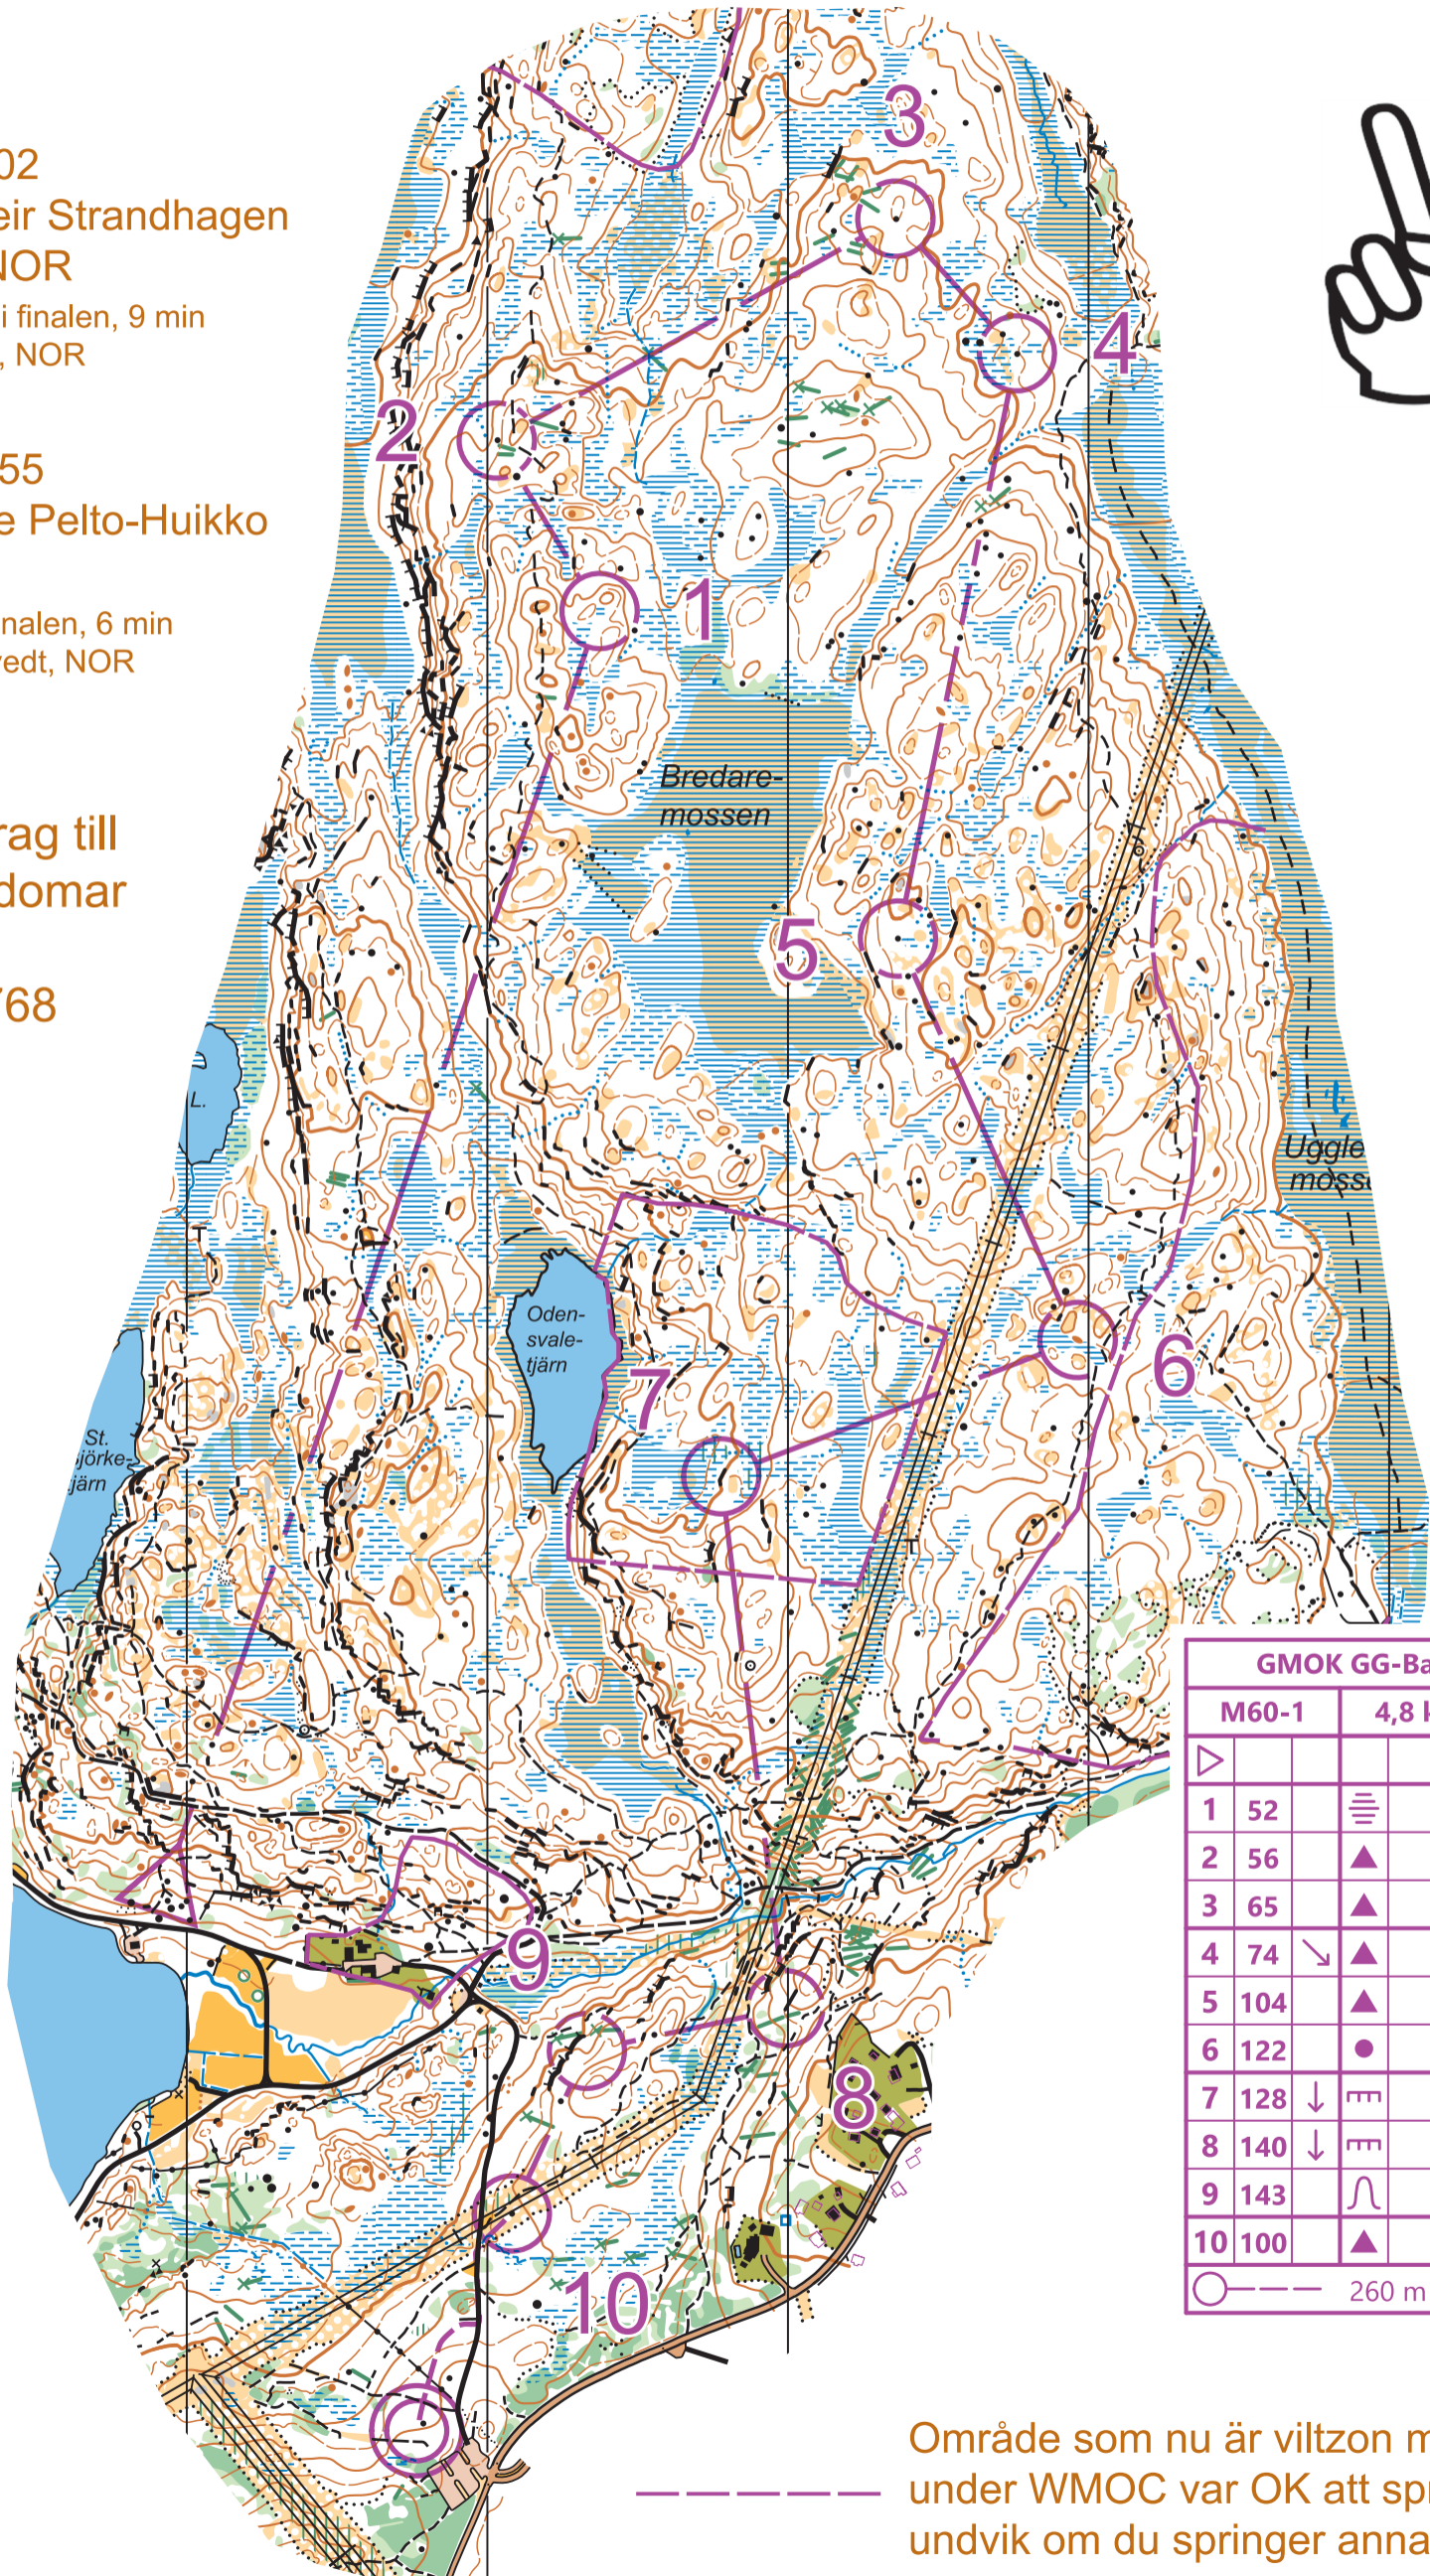 02
eir Strandhagen
NOR
i finalen, 9 min
, NOR
55
e Pelto-Huikko
nalen, 6 min
vedt, NOR
rag till
domar
768
3
4
2
1
Bredare-
mossen
5
L.
Uggle
mosse
Oden-
svale-
tjärn
7
6
St.
jörke-
järn
9
8
10
GMOK GG-Ba
M60-1 4,8 k
1 52
2 56
3 65
4 74
5 104
6 122
7 128
8 140
9 143
10 100
260 m
Område som nu är viltzon m
under WMOC var OK att spr
undvik om du springer anna